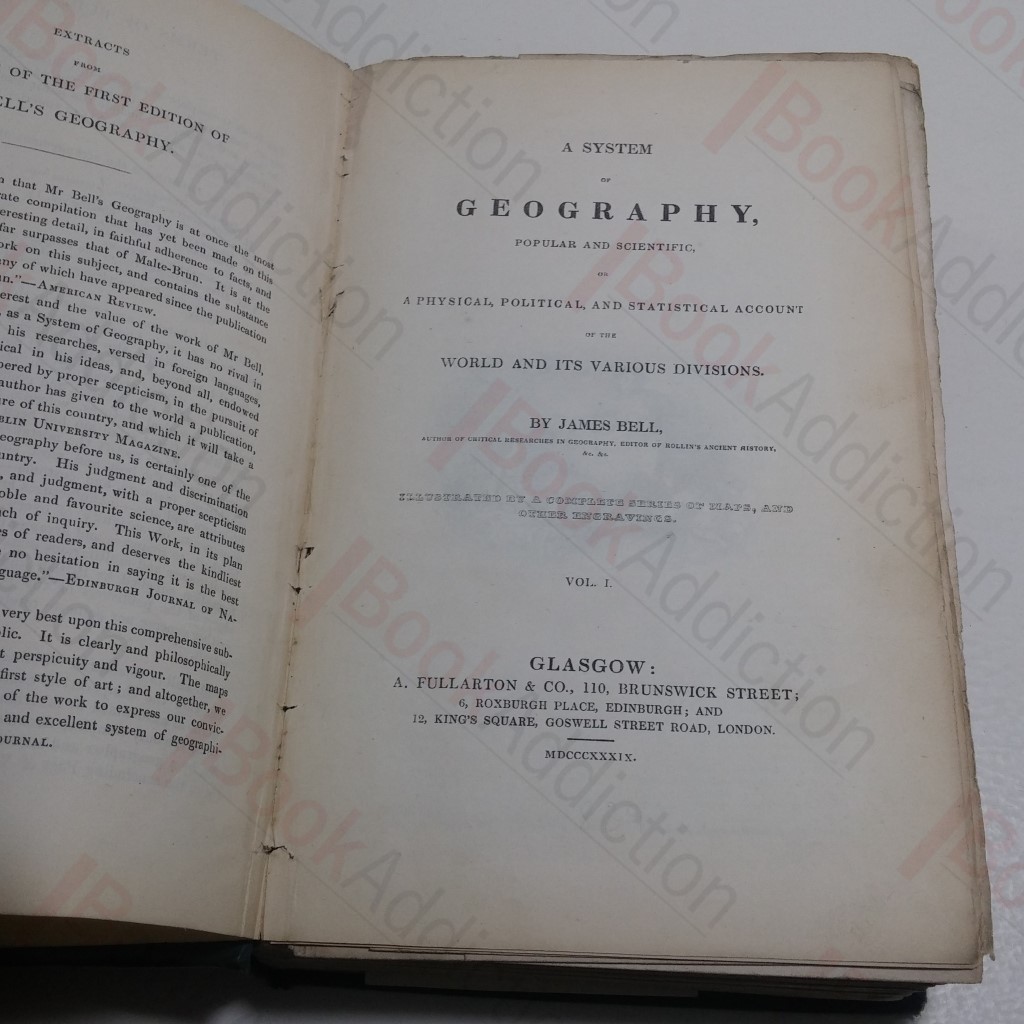 EXTRACTS
FROM
OF THE FIRST EDITION OF
ELL'S GEOGRAPHY.
that Mr Bell's Geography is at once the most
rate compilation that has yet been made on this
eresting detail, in faithful adherence to facts, and
far surpasses that of Malte-Brun. It is at the
ork on this subject, and contains the substance
any of which have appeared since the publication
un."—AMERICAN REVIEW.
erest and the value of the work of Mr Bell,
, as a System of Geography, it has no rival in
his researches, versed in foreign languages,
ical in his ideas, and, beyond all, endowed
pered by proper scepticism, in the pursuit of
author has given to the world a publication,
ure of this country, and which it will take a
BLIN UNIVERSITY MAGAZINE.
eography before us, is certainly one of the
untry. His judgment and discrimination
, and judgment, with a proper scepticism
oble and favourite science, are attributes
ch of inquiry. This Work, in its plan
es of readers, and deserves the kindliest
no hesitation in saying it is the best
guage."—EDINBURGH JOURNAL OF NA-
very best upon this comprehensive sub-
olic. It is clearly and philosophically
t perspicuity and vigour. The maps
first style of art; and altogether, we
of the work to express our convic-
and excellent system of geographi-
OURNAL.
A SYSTEM
OF
GEOGRAPHY,
POPULAR AND SCIENTIFIC,
OR
A PHYSICAL, POLITICAL, AND STATISTICAL ACCOUNT
OF THE
WORLD AND ITS VARIOUS DIVISIONS.
BY JAMES BELL,
AUTHOR OF CRITICAL RESEARCHES IN GEOGRAPHY, EDITOR OF ROLLIN'S ANCIENT HISTORY,
&c. &c.
ILLUSTRATED BY A COMPLETE SERIES OF MAPS, AND
OTHER ENGRAVINGS.
VOL. I.
GLASGOW:
A. FULLARTON & CO., 110, BRUNSWICK STREET;
6, ROXBURGH PLACE, EDINBURGH; AND
12, KING'S SQUARE, GOSWELL STREET ROAD, LONDON.
MDCCCXXXIX.
BookAddiction